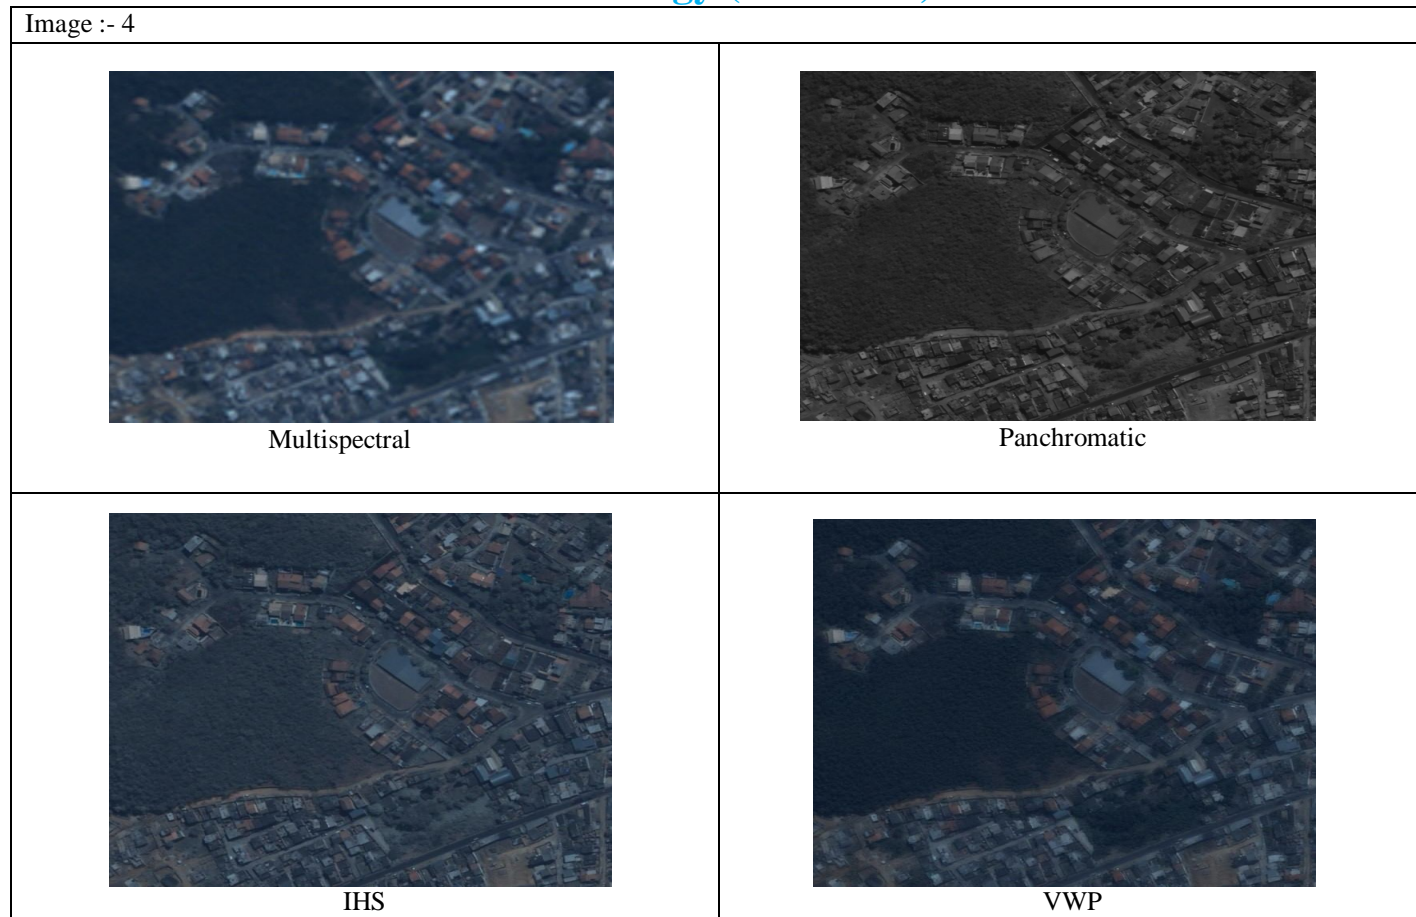 Image :- 4
Multispectral
Panchromatic
IHS
VWP